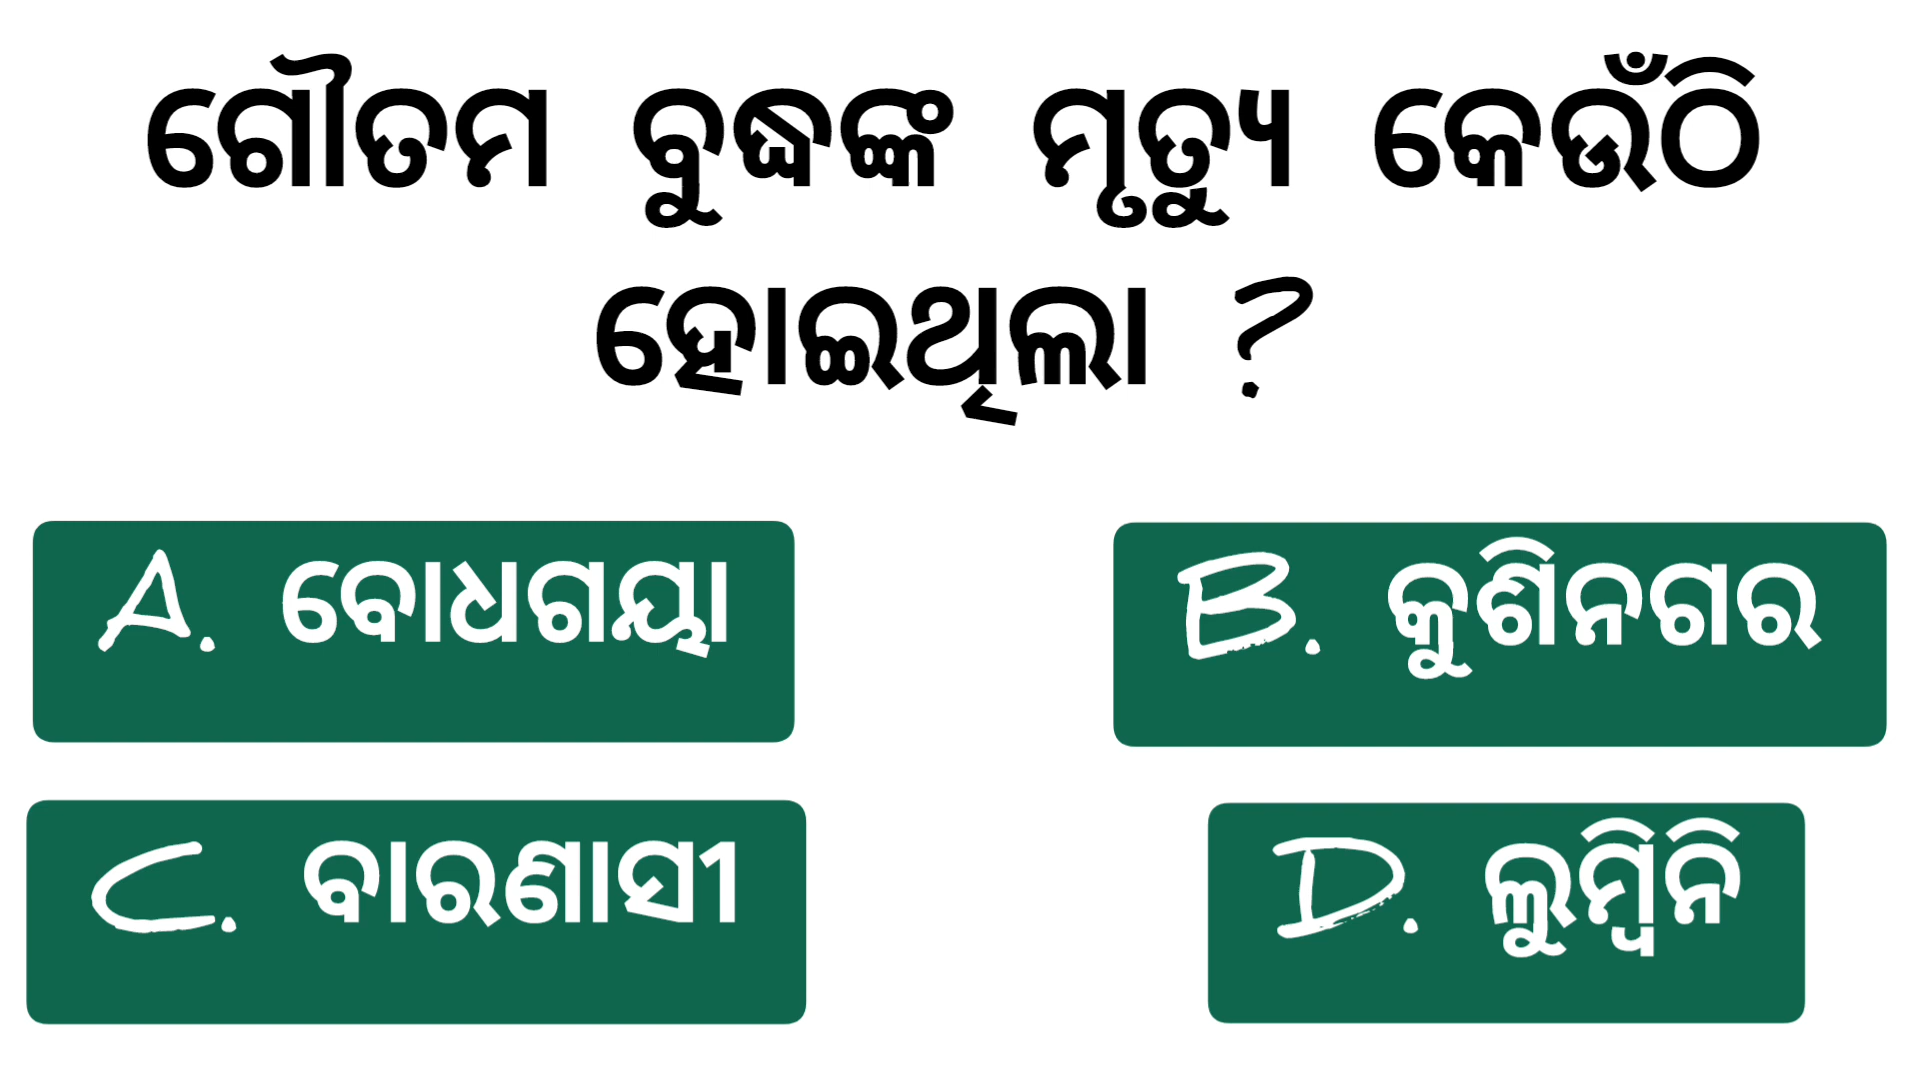 ଗୌତମ ବୁଦ୍ଧଙ୍କ ମୃତ୍ୟୁ କେଉଁଠି
ହୋଇଥିଲା ?
A. ବୋଧଗୟା
B. କୁଶିନଗର
C. ବାରଣାସୀ
D. ଲୁମ୍ବିନି